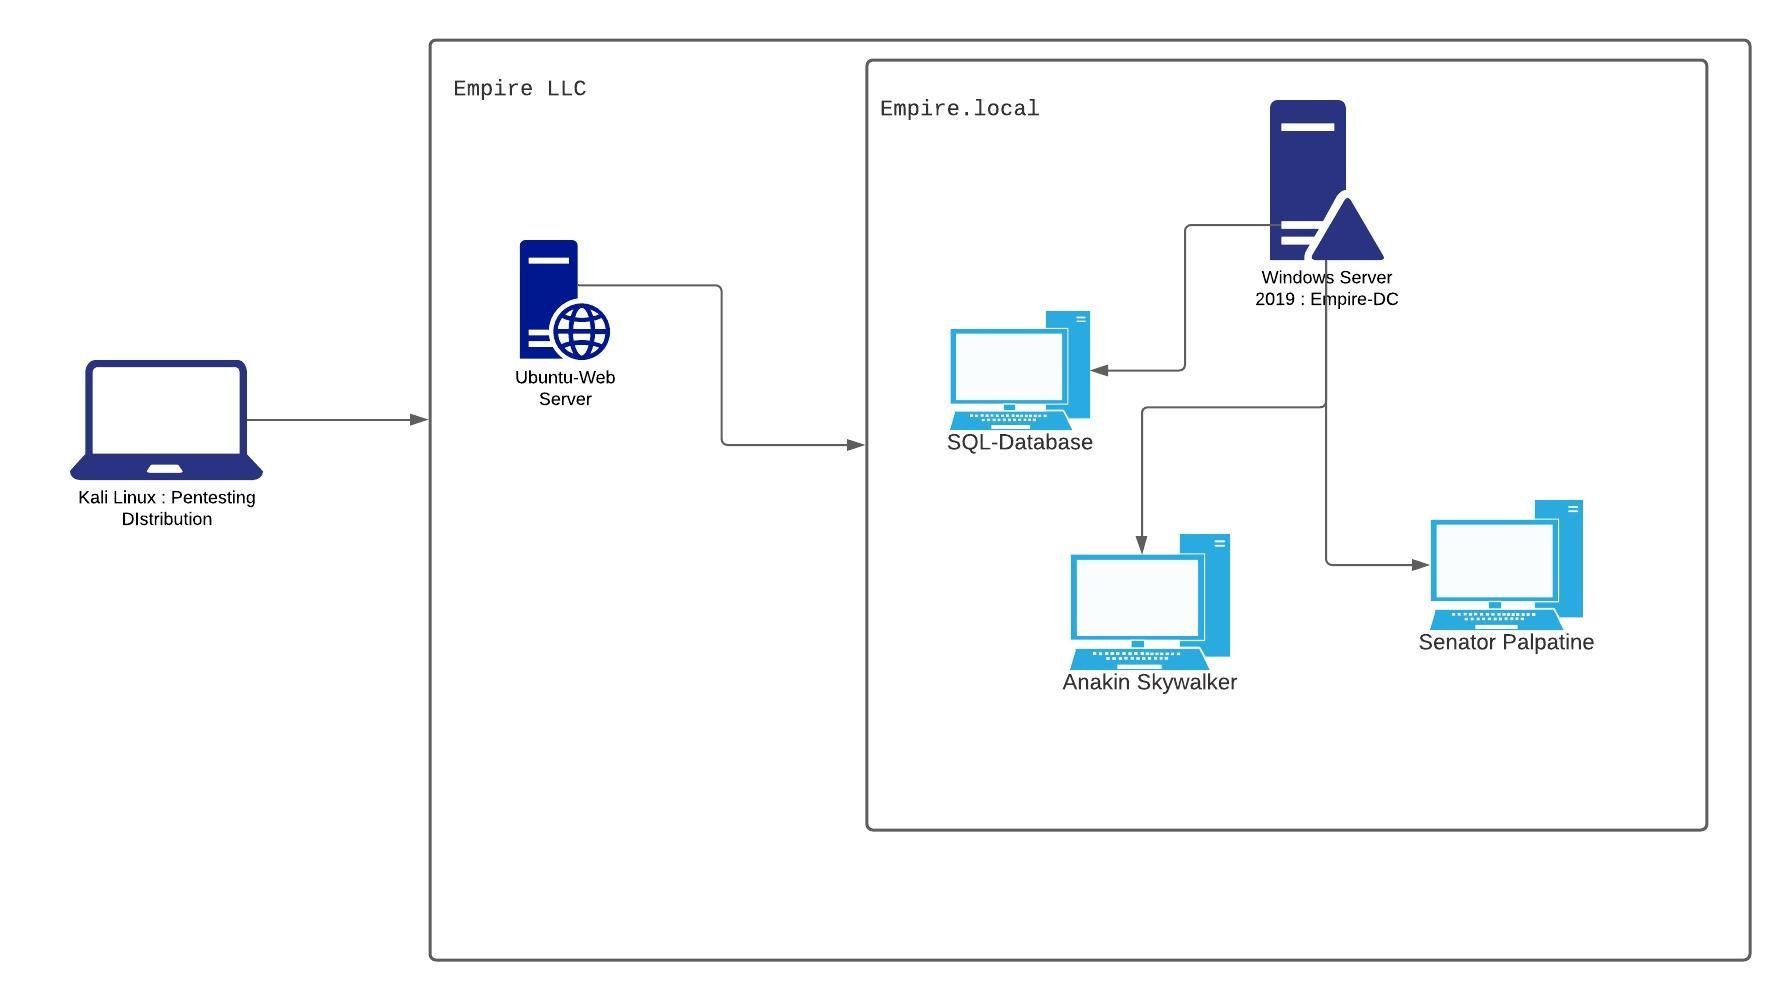 Empire LLC
Empire.local
Windows Server
2019 : Empire-DC
Ubuntu-Web
Server
SQL-Database
Kali Linux : Pentesting
DIstribution
Senator Palpatine
Anakin Skywalker